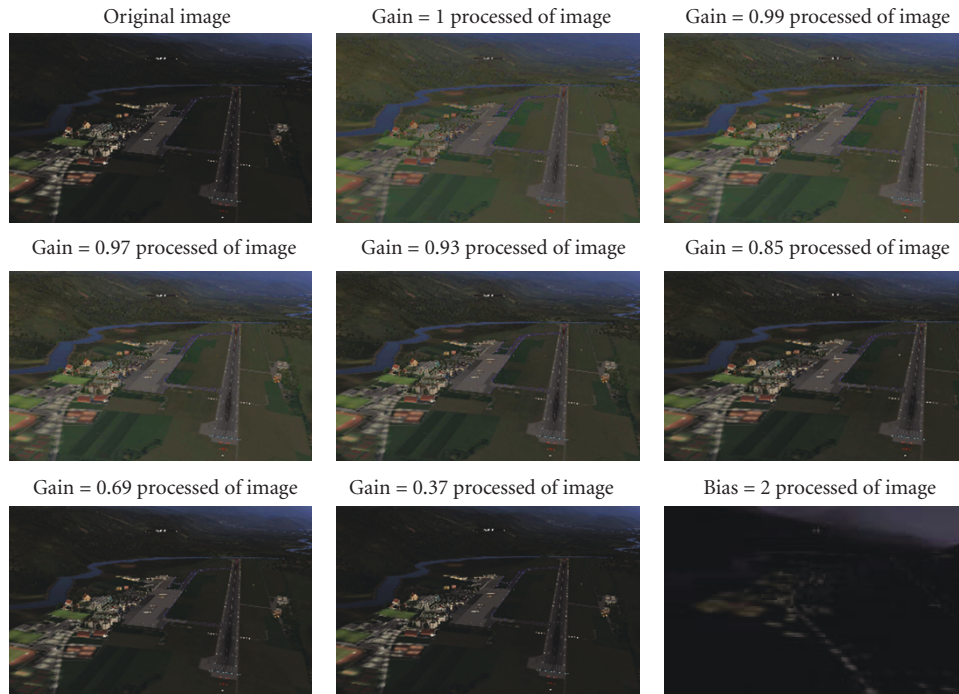 Original image
Gain = 1 processed of image
Gain = 0.99 processed of image
Gain = 0.97 processed of image
Gain = 0.93 processed of image
Gain = 0.85 processed of image
Gain = 0.69 processed of image
Gain = 0.37 processed of image
Bias = 2 processed of image